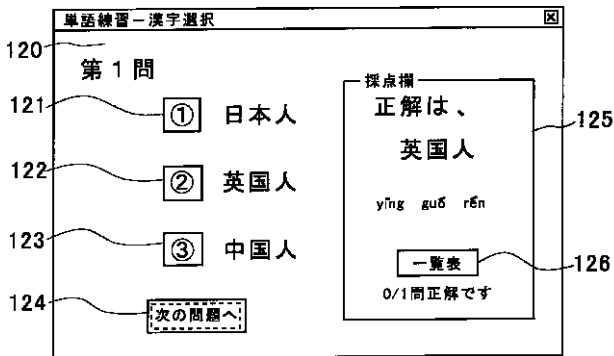 単語練習－漢字選択
120
第１問
121
① 日本人
122
② 英国人
123
③ 中国人
124
次の問題へ
採点欄
正解は、
英国人
yīng guǒ rěn
一覧表
0/1問正解です
125
126